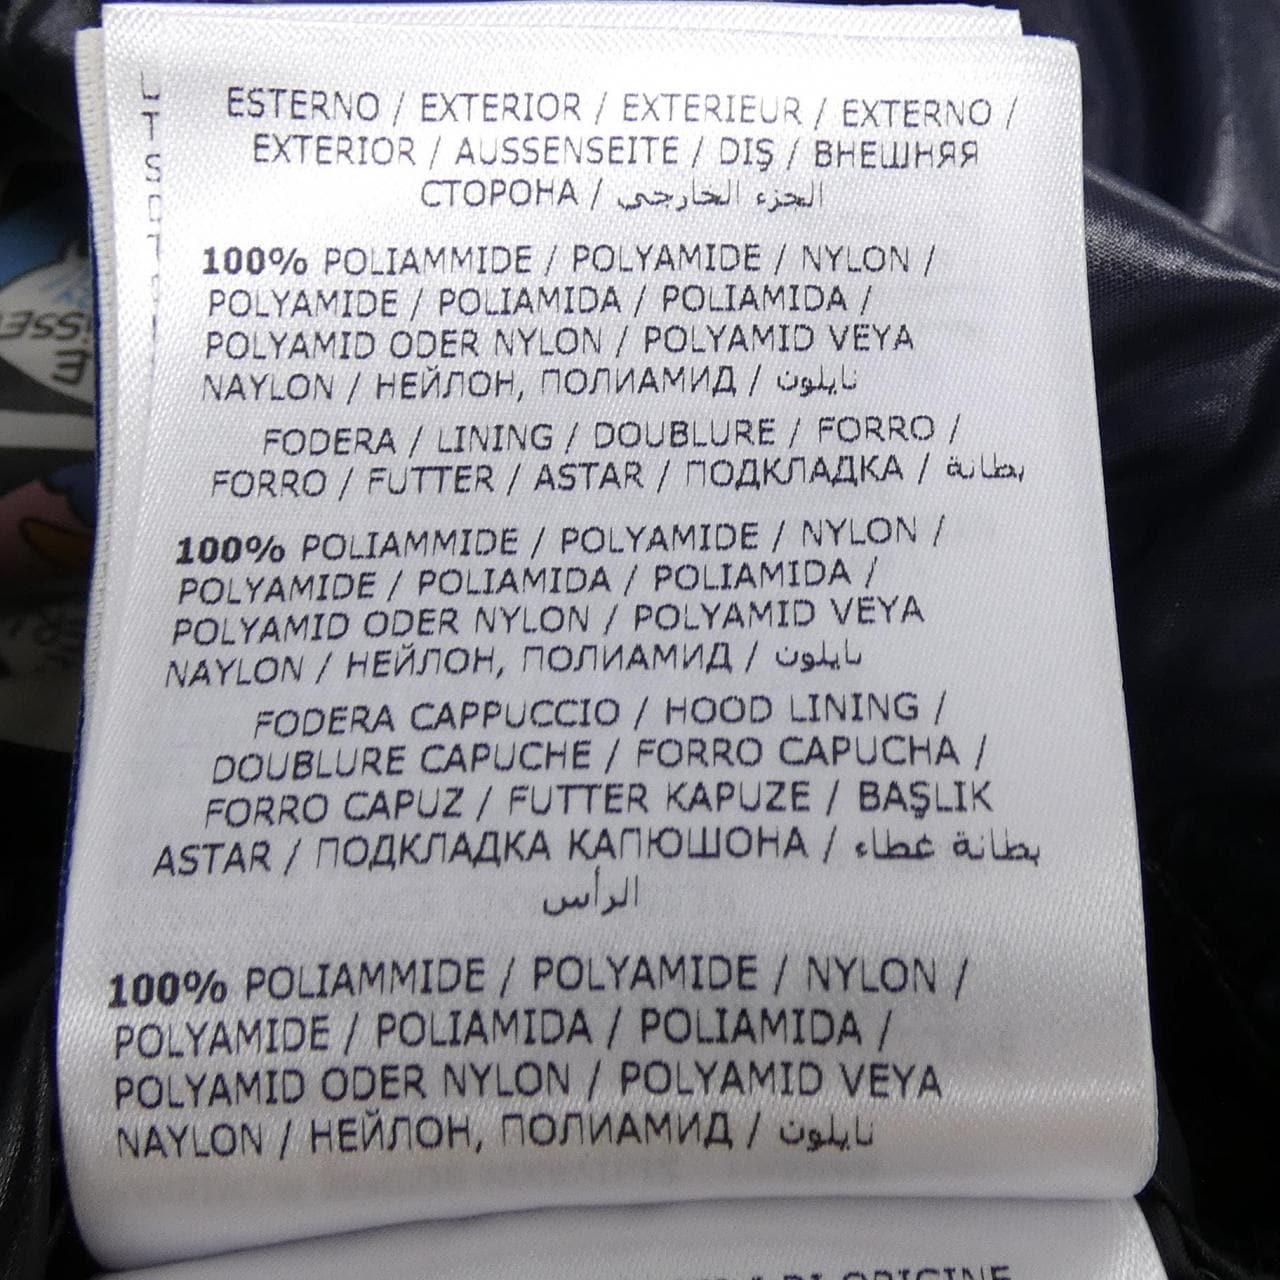 ESTERNO / EXTERIOR / EXTERIEUR / EXTERNO /
EXTERIOR / AUSSENSEITE / DIŞ / ВНЕШНЯЯ
СТОРОНА / الجزء الخارجي
100% POLIAMMIDE / POLYAMIDE / NYLON /
POLYAMIDE / POLIAMIDA / POLIAMIDA /
POLYAMID ODER NYLON / POLYAMID VEYA
NAYLON / НЕЙЛОН, ПОЛИАМИД / نايلون
FODERA / LINING / DOUBLURE / FORRO /
FORRO / FUTTER / ASTAR / ПОДКЛАДКА / بطانة
100% POLIAMMIDE / POLYAMIDE / NYLON /
POLYAMIDE / POLIAMIDA / POLIAMIDA /
POLYAMID ODER NYLON / POLYAMID VEYA
NAYLON / НЕЙЛОН, ПОЛИАМИД / نايلون
FODERA CAPPUCCIO / HOOD LINING /
DOUBLURE CAPUCHE / FORRO CAPUCHA /
FORRO CAPUZ / FUTTER KAPUZE / BAŞLIK
ASTAR / ПОДКЛАДКА КАПЮШОНА / بطانة غطاء
الرأس
100% POLIAMMIDE / POLYAMIDE / NYLON /
POLYAMIDE / POLIAMIDA / POLIAMIDA /
POLYAMID ODER NYLON / POLYAMID VEYA
NAYLON / НЕЙЛОН, ПОЛИАМИД / نايلون
DI ORIGINE